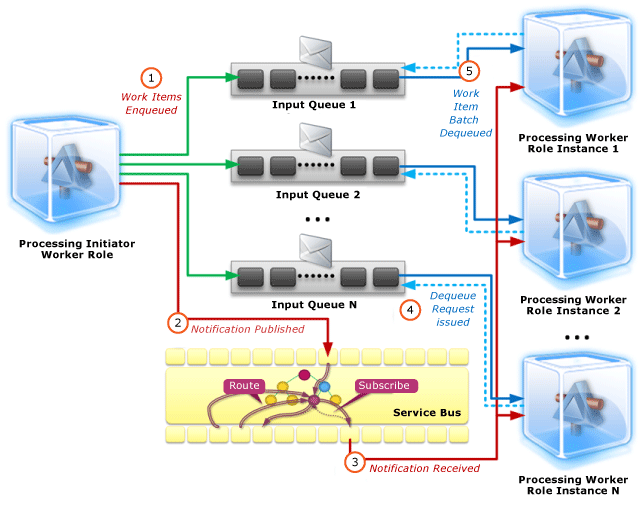 1
Work Items
Enqueued
Input Queue 1
5
Work
Item
Batch
Dequeued
Processing Worker
Role Instance 1
Input Queue 2
Processing Initiator
Worker Role
Input Queue N
Processing Worker
Role Instance 2
2
Notification Published
4
Dequeue
Request
issued
Route
Subscribe
Service Bus
3
Notification Received
Processing Worker
Role Instance N